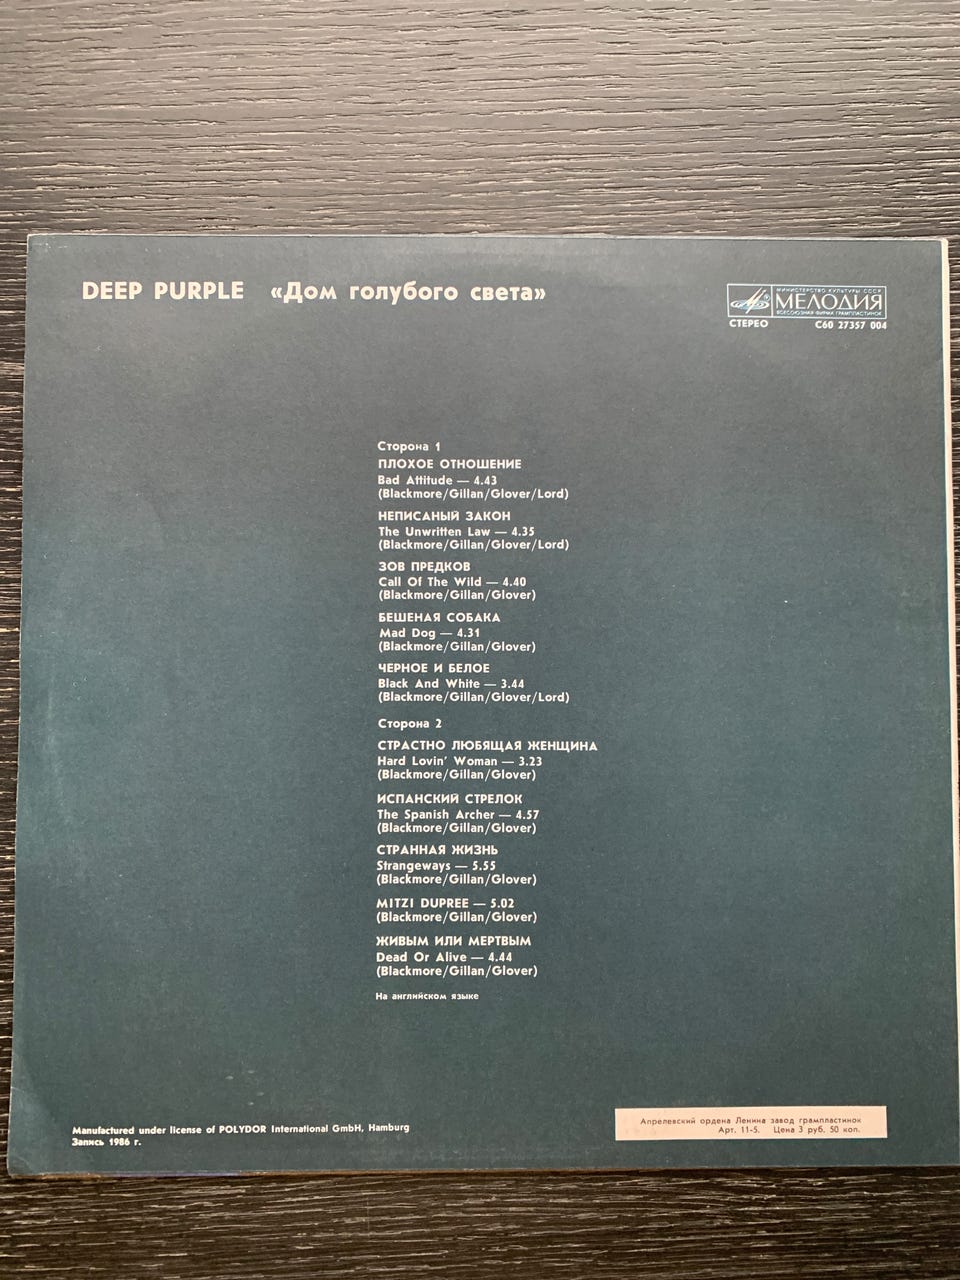 DEEP PURPLE «Дом голубого света»
МИНИСТЕРСТВО КУЛЬТУРЫ СССР
МЕЛОДИЯ
ВСЕСОЮЗНАЯ ФИРМА ГРАМПЛАСТИНОК
СТЕРЕО С60 27357 004
Сторона 1
ПЛОХОЕ ОТНОШЕНИЕ
Bad Attitude — 4.43
(Blackmore/Gillan/Glover/Lord)
НЕПИСАНЫЙ ЗАКОН
The Unwritten Law — 4.35
(Blackmore/Gillan/Glover/Lord)
ЗОВ ПРЕДКОВ
Call Of The Wild — 4.40
(Blackmore/Gillan/Glover)
БЕШЕНАЯ СОБАКА
Mad Dog — 4.31
(Blackmore/Gillan/Glover)
ЧЕРНОЕ И БЕЛОЕ
Black And White — 3.44
(Blackmore/Gillan/Glover/Lord)
Сторона 2
СТРАСТНО ЛЮБЯЩАЯ ЖЕНЩИНА
Hard Lovin' Woman — 3.23
(Blackmore/Gillan/Glover)
ИСПАНСКИЙ СТРЕЛОК
The Spanish Archer — 4.57
(Blackmore/Gillan/Glover)
СТРАННАЯ ЖИЗНЬ
Strangeways — 5.55
(Blackmore/Gillan/Glover)
MITZI DUPREE — 5.02
(Blackmore/Gillan/Glover)
ЖИВЫМ ИЛИ МЕРТВЫМ
Dead Or Alive — 4.44
(Blackmore/Gillan/Glover)
На английском языке
Manufactured under license of POLYDOR International GmbH, Hamburg
Запись 1986 г.
Апрелевский ордена Ленина завод грампластинок
Арт. 11-5. Цена 3 руб. 50 коп.